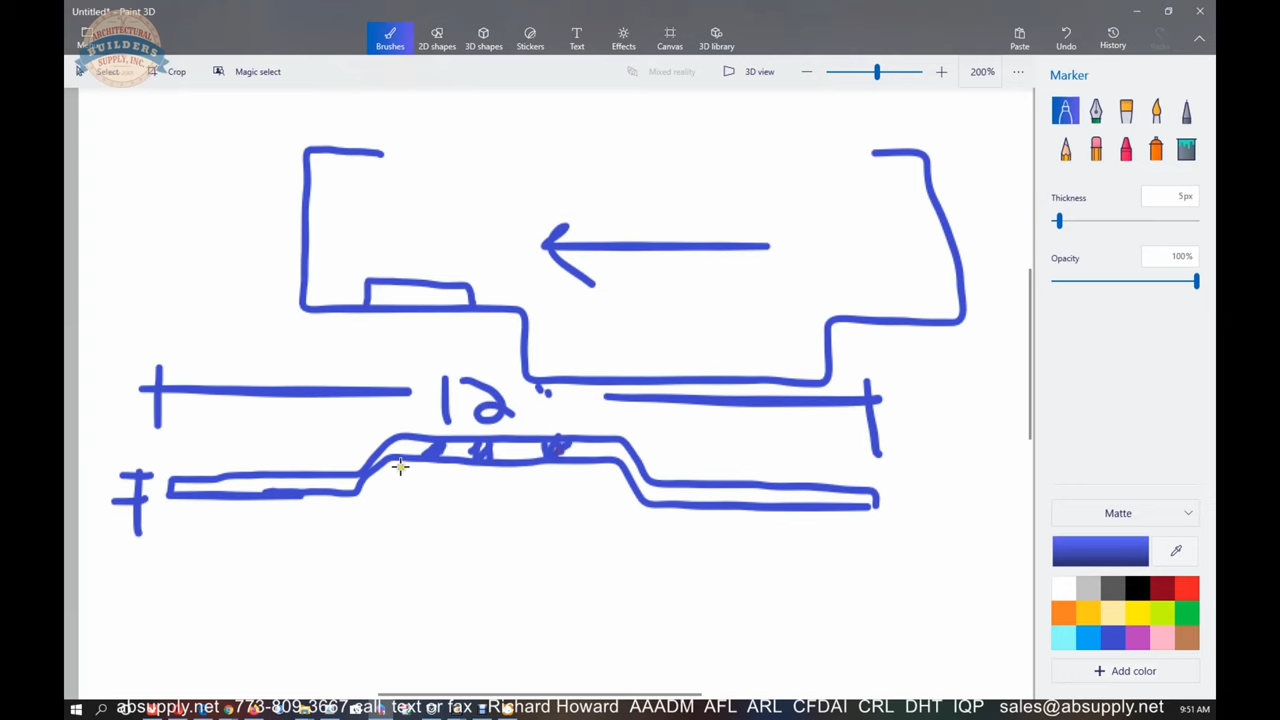 Untitled* - Paint 3D
ARCHITECTURAL
BUILDERS
SUPPLY, INC.
Brushes
2D shapes
3D shapes
Stickers
Text
Effects
Canvas
3D library
Paste
Undo
History
Select
Crop
Magic select
Mixed reality
3D view
200%
Marker
Thickness
5px
Opacity
100%
12
Matte
Add color
absupply.net 773-809-3667 call, text or fax Richard Howard AAADM AFL ARL CFDAI CRL DHT IQP sales@absupply.net
9:51 AM